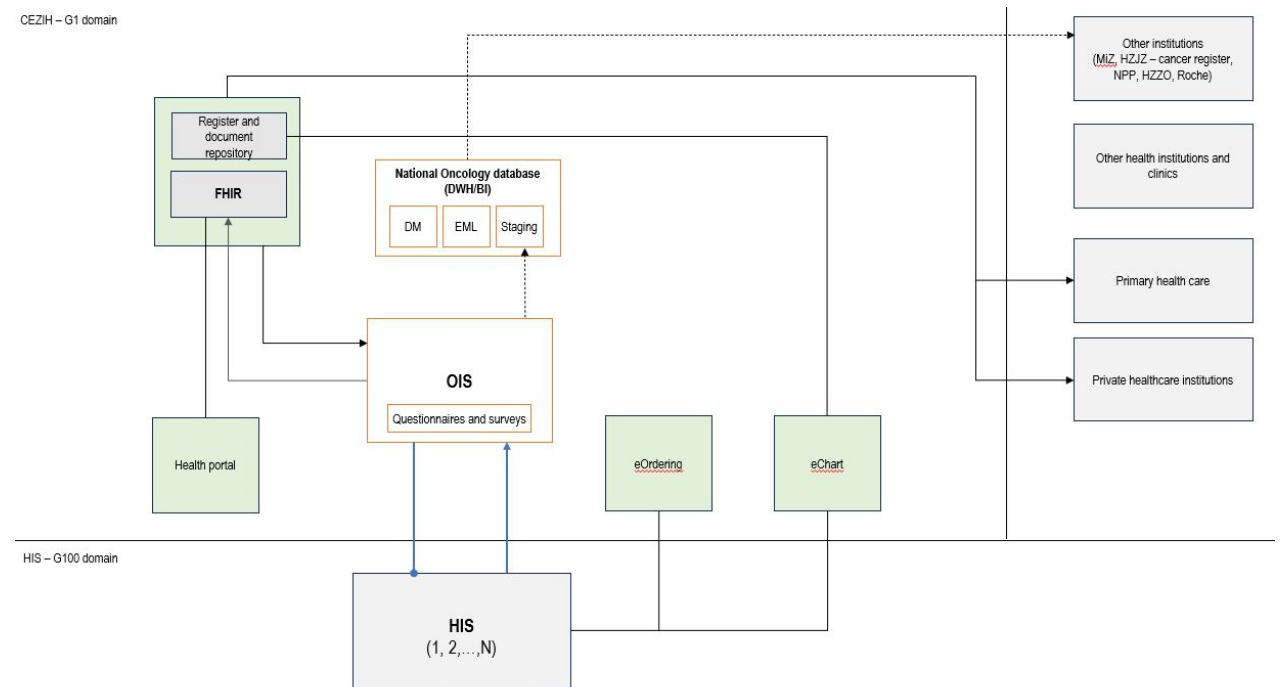 CEZIH – G1 domain
Other institutions
(MiZ, HZJZ – cancer register,
NPP, HZZO, Roche)
Register and
document
repository
FHIR
National Oncology database
(DWH/BI)
DM
EML
Staging
Other health institutions and
clinics
Primary health care
OIS
Questionnaires and surveys
Private healthcare institutions
Health portal
eOrdering
eChart
HIS – G100 domain
HIS
(1, 2,…,N)